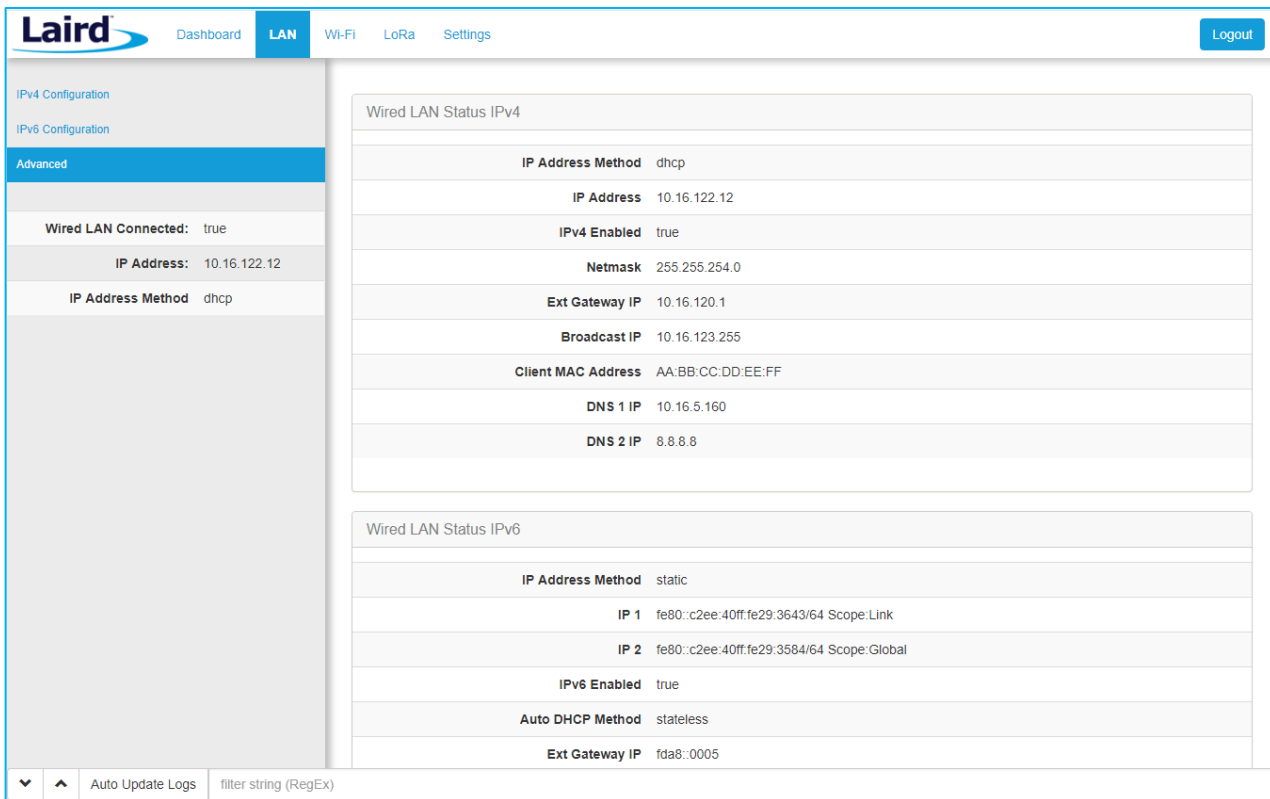 Laird
Dashboard LAN Wi-Fi LoRa Settings Logout
IPv4 Configuration
IPv6 Configuration
Advanced
Wired LAN Connected: true
IP Address: 10.16.122.12
IP Address Method dhcp
Wired LAN Status IPv4
IP Address Method dhcp
IP Address 10.16.122.12
IPv4 Enabled true
Netmask 255.255.254.0
Ext Gateway IP 10.16.120.1
Broadcast IP 10.16.123.255
Client MAC Address AA:BB:CC:DD:EE:FF
DNS 1 IP 10.16.5.160
DNS 2 IP 8.8.8.8
Wired LAN Status IPv6
IP Address Method static
IP 1 fe80::c2ee:40ff:fe29:3643/64 Scope:Link
IP 2 fe80::c2ee:40ff:fe29:3584/64 Scope:Global
IPv6 Enabled true
Auto DHCP Method stateless
Ext Gateway IP fda8::0005
Auto Update Logs filter string (RegEx)